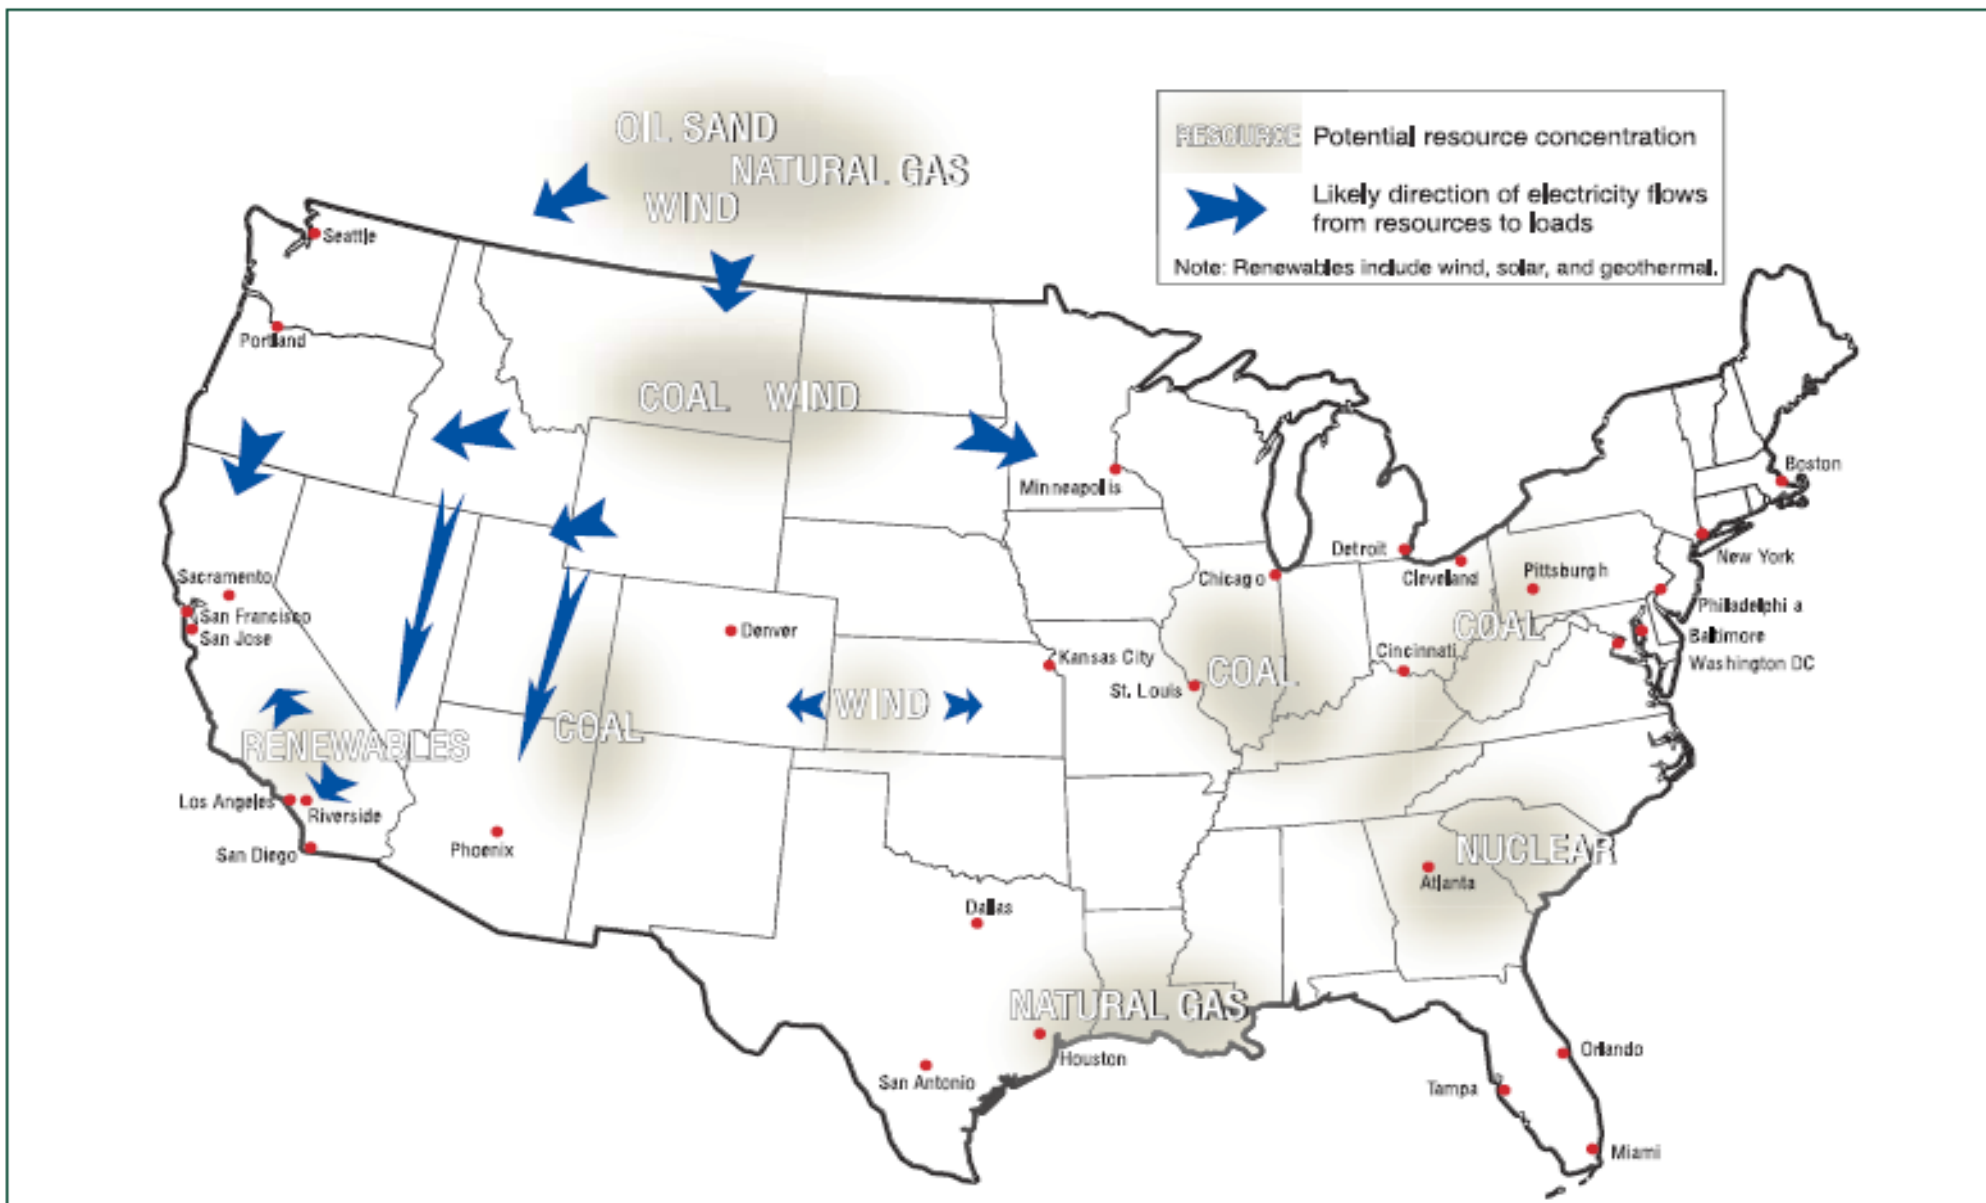 OIL SAND
NATURAL GAS
WIND
RESOURCE Potential resource concentration
Likely direction of electricity flows
from resources to loads
Note: Renewables include wind, solar, and geothermal.
Seattle
Portland
COAL WIND
Minneapolis
Boston
Detroit
New York
Chicago
Cleveland
Pittsburgh
Sacramento
San Francisco
San Jose
Denver
Philadelphi a
COAL
Baltimore
Washington DC
Kansas City
Cincinnati
St. Louis
COAL
WIND
COAL
RENEWABLES
Los Angeles
Riverside
San Diego
Phoenix
NUCLEAR
Atlanta
Dallas
NATURAL GAS
Houston
San Antonio
Orlando
Tampa
Miami